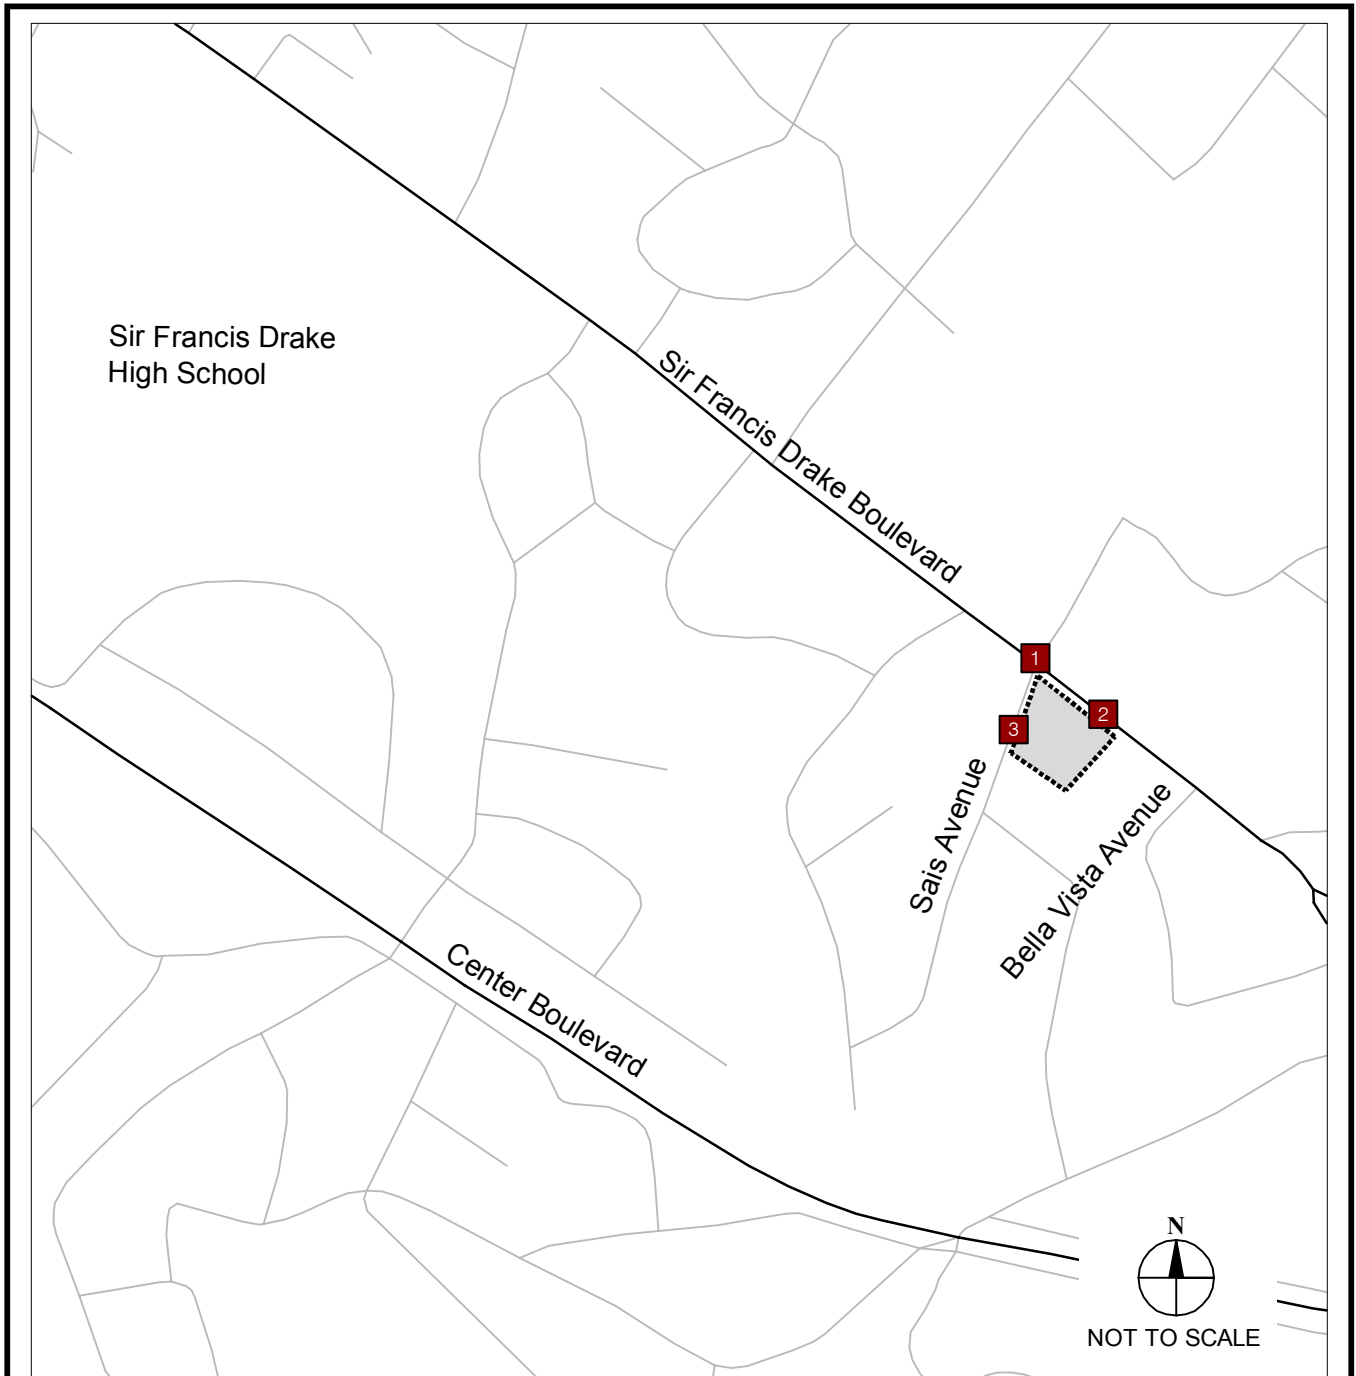 Sir Francis Drake
High School
Sir Francis Drake Boulevard
1
2
3
Sais Avenue
Bella Vista Avenue
Center Boulevard
N
NOT TO SCALE